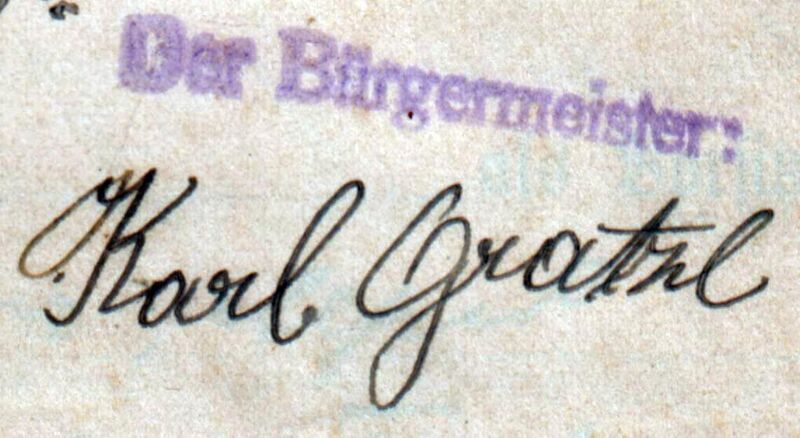 Der Bürgermeister:
Karl Gratzl